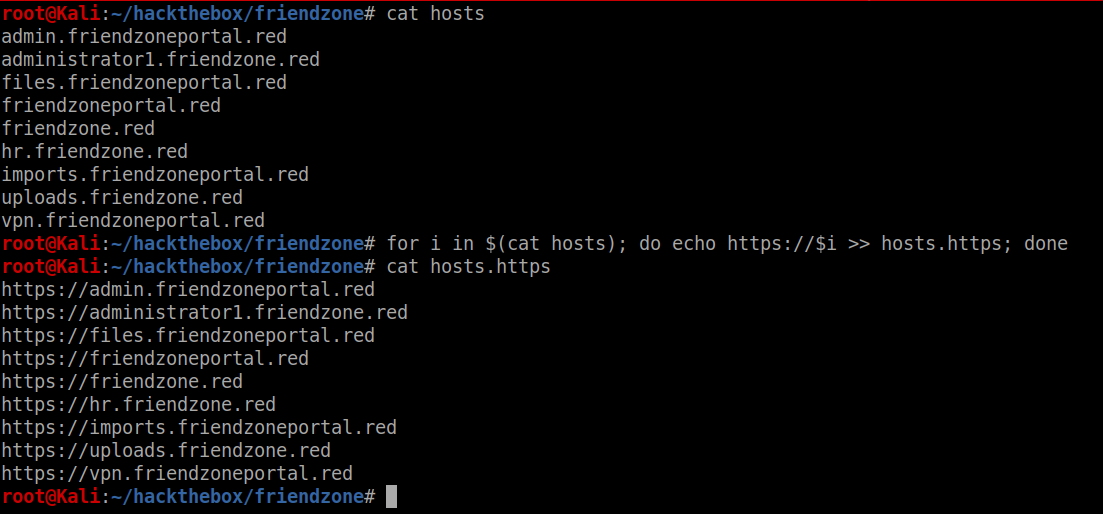 root@Kali:~/hackthebox/friendzone# cat hosts
admin.friendzoneportal.red
administrator1.friendzone.red
files.friendzoneportal.red
friendzoneportal.red
friendzone.red
hr.friendzone.red
imports.friendzoneportal.red
uploads.friendzone.red
vpn.friendzoneportal.red
root@Kali:~/hackthebox/friendzone# for i in $(cat hosts); do echo https://$i >> hosts.https; done
root@Kali:~/hackthebox/friendzone# cat hosts.https
https://admin.friendzoneportal.red
https://administrator1.friendzone.red
https://files.friendzoneportal.red
https://friendzoneportal.red
https://friendzone.red
https://hr.friendzone.red
https://imports.friendzoneportal.red
https://uploads.friendzone.red
https://vpn.friendzoneportal.red
root@Kali:~/hackthebox/friendzone#